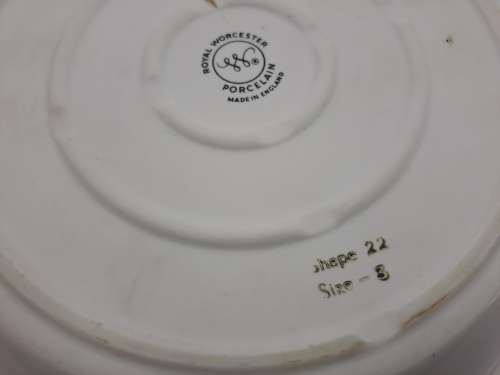 ROYAL WORCESTER
®
PORCELAIN
MADE IN ENGLAND
Shape 22
Size - 3